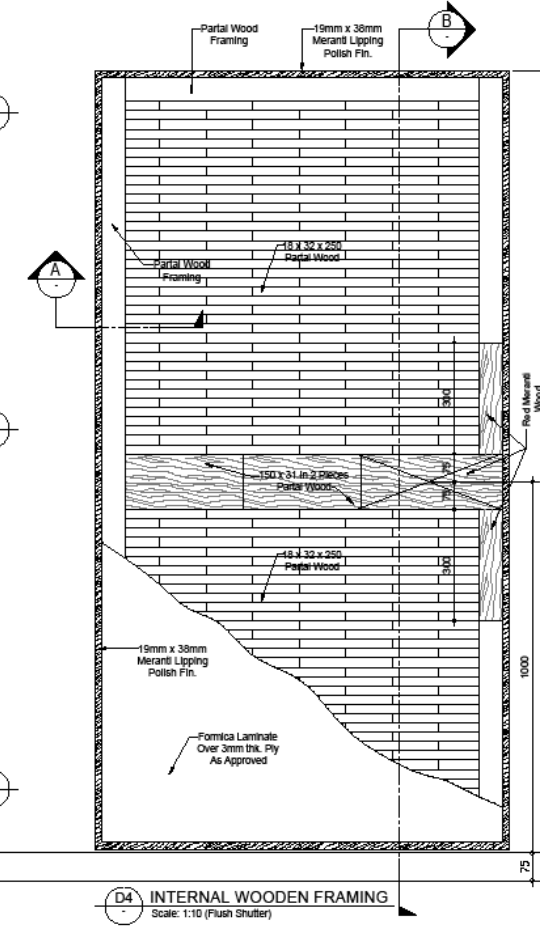 Partal Wood
Framing
19mm x 38mm
Meranti Lipping
Polish Fin.
B
-
18 x 32 x 250
Partal Wood
Partal Wood
Framing
A
-
300
Red Meranti
Wood
75
150 x 31 in 2 Pieces
Partal Wood
75
18 x 32 x 250
Partal Wood
300
19mm x 38mm
Meranti Lipping
Polish Fin.
1000
Formica Laminate
Over 3mm thk. Ply
As Approved
75
D4
-
INTERNAL WOODEN FRAMING
Scale: 1:10 (Flush Shutter)